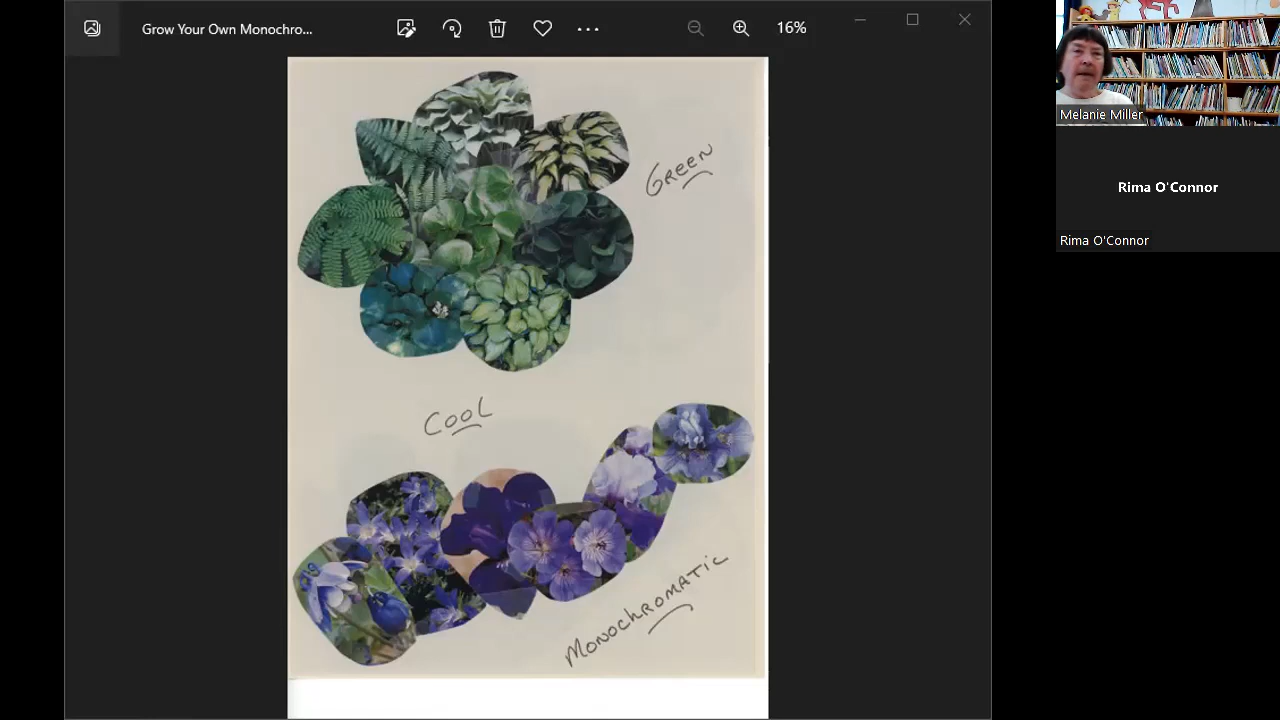 Grow Your Own Monochro...
16%
Melanie Miller
Rima O'Connor
Rima O'Connor
Green
Cool
Monochromatic